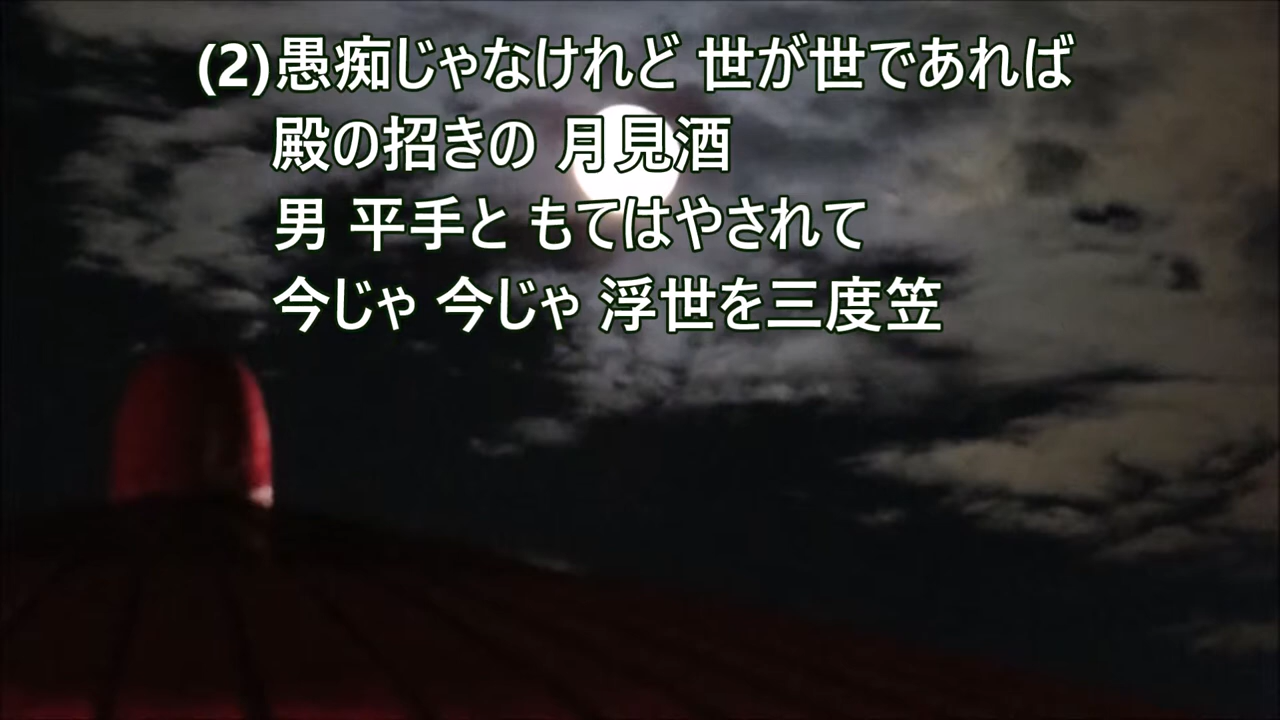 (2)愚痴じゃなけれど 世が世であれば
殿の招きの 月見酒
男 平手と もてはやされて
今じゃ 今じゃ 浮世を三度笠